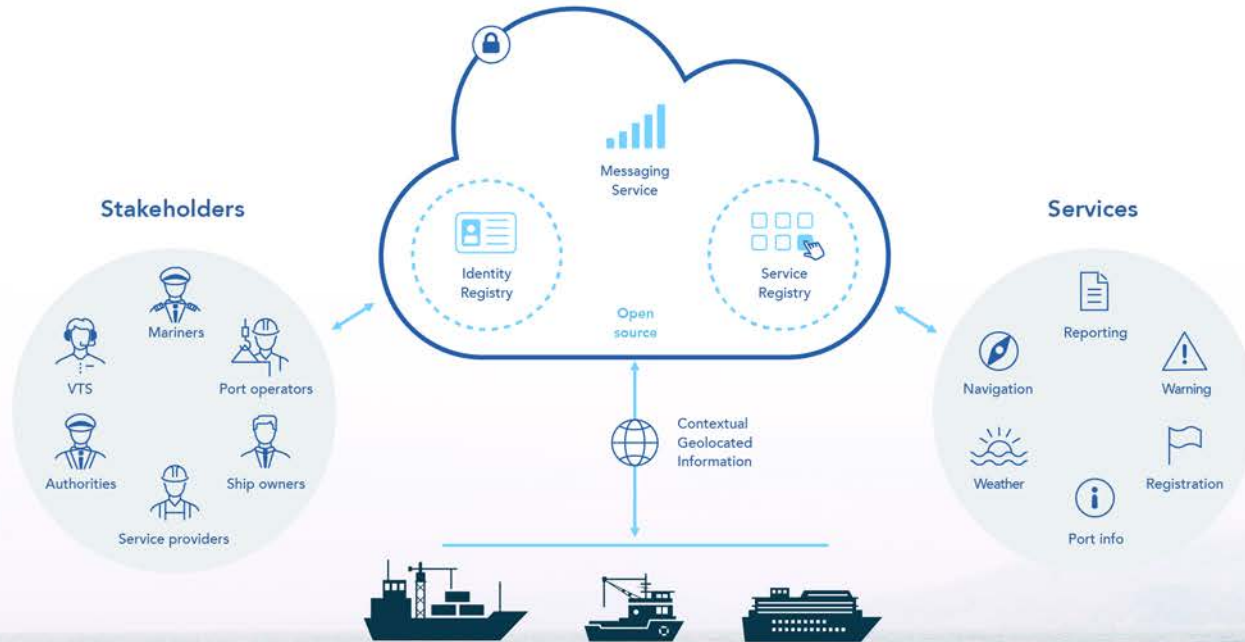 Messaging
Service
Identity
Registry
Service
Registry
Open
source
Stakeholders
Mariners
VTS
Port operators
Authorities
Ship owners
Service providers
Contextual
Geolocated
Information
Services
Reporting
Navigation
Warning
Weather
Registration
Port info